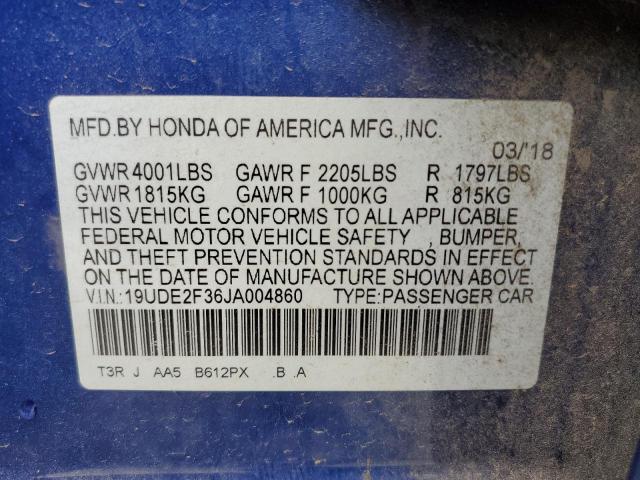 MFD.BY HONDA OF AMERICA MFG.,INC.
03/'18
GVWR 4001LBS GAWR F 2205LBS R 1797LBS
GVWR 1815KG GAWR F 1000KG R 815KG
THIS VEHICLE CONFORMS TO ALL APPLICABLE
FEDERAL MOTOR VEHICLE SAFETY , BUMPER,
AND THEFT PREVENTION STANDARDS IN EFFECT
ON THE DATE OF MANUFACTURE SHOWN ABOVE.
V.I.N.:19UDE2F36JA004860 TYPE:PASSENGER CAR
T3R J AA5 B612PX .B .A